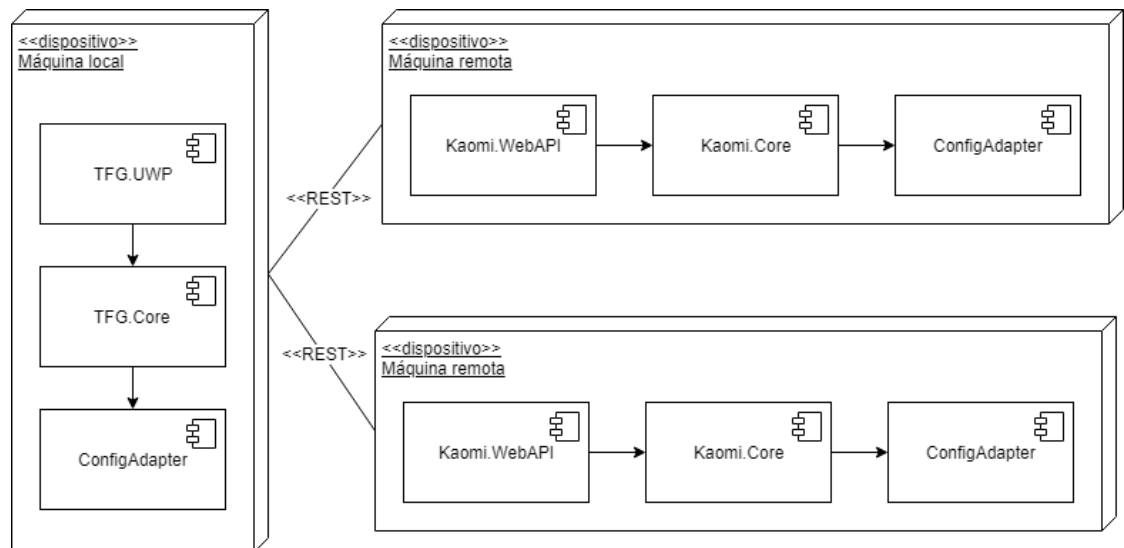 <<dispositivo>>
Máquina local
TFG.UWP
TFG.Core
ConfigAdapter
<<REST>>
<<REST>>
<<dispositivo>>
Máquina remota
Kaomi.WebAPI
Kaomi.Core
ConfigAdapter
<<dispositivo>>
Máquina remota
Kaomi.WebAPI
Kaomi.Core
ConfigAdapter